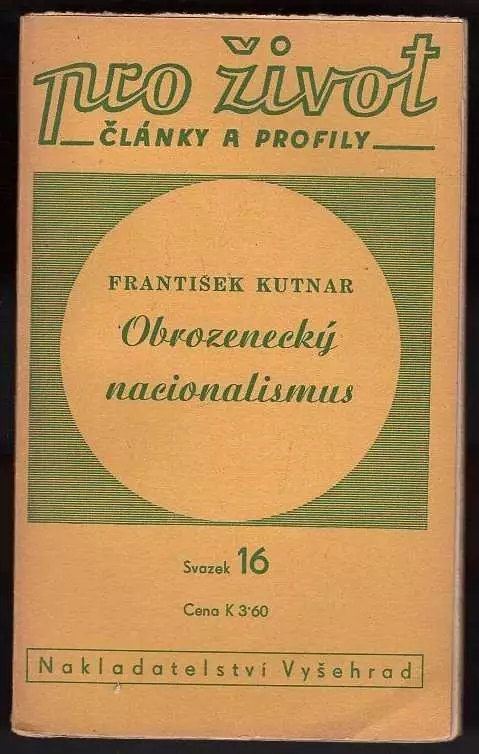 pro život
ČLÁNKY A PROFILY
FRANTIŠEK KUTNAR
Obrozenecký
nacionalismus
Svazek 16
Cena K 3·60
Nakladatelství Vyšehrad